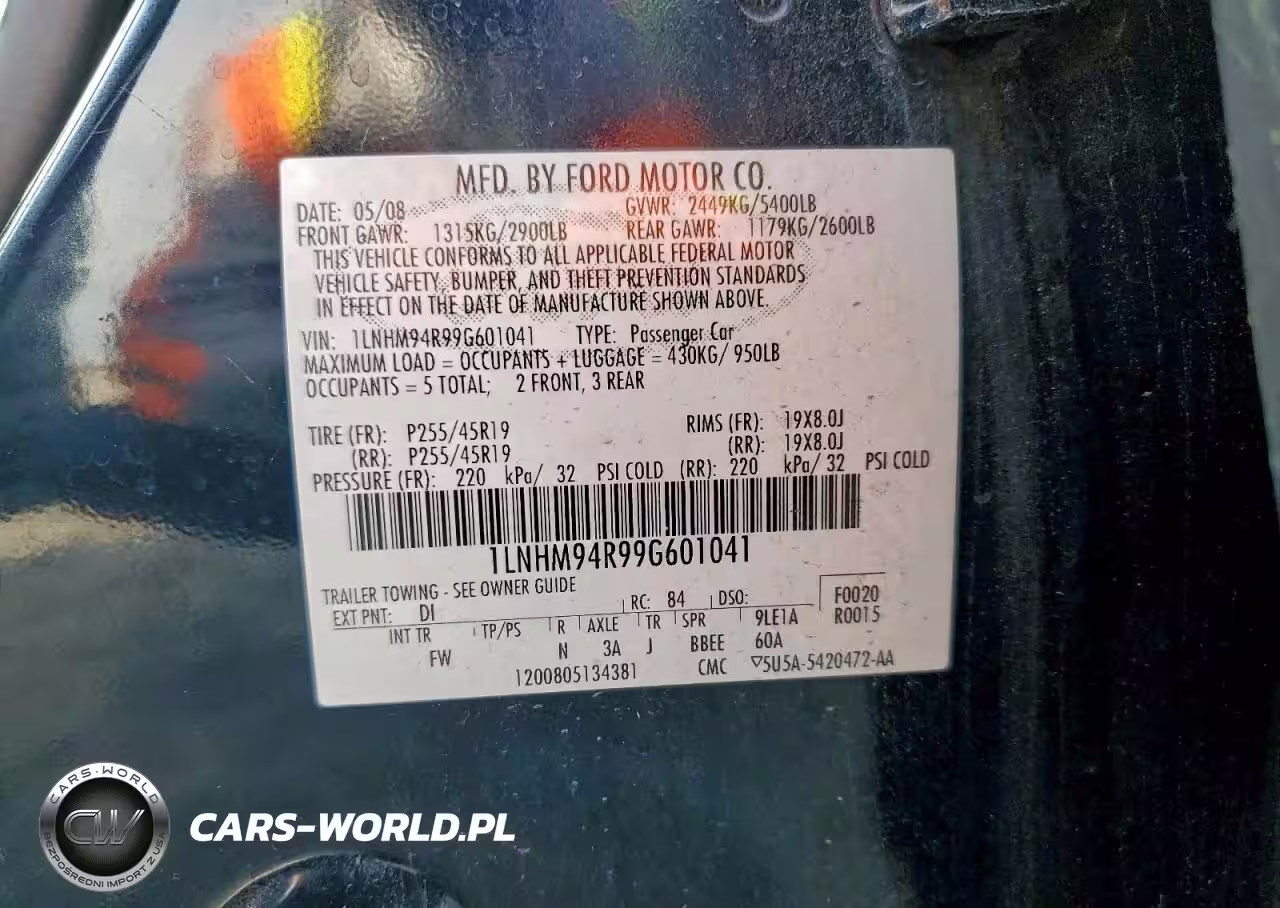 MFD. BY FORD MOTOR CO.
DATE: 05/08 GVWR: 2449KG/5400LB
FRONT GAWR: 1315KG/2900LB REAR GAWR: 1179KG/2600LB
THIS VEHICLE CONFORMS TO ALL APPLICABLE FEDERAL MOTOR
VEHICLE SAFETY, BUMPER, AND THEFT PREVENTION STANDARDS
IN EFFECT ON THE DATE OF MANUFACTURE SHOWN ABOVE.
VIN: 1LNHM94R99G601041 TYPE: Passenger Car
MAXIMUM LOAD = OCCUPANTS + LUGGAGE = 430KG/ 950LB
OCCUPANTS = 5 TOTAL; 2 FRONT, 3 REAR
TIRE (FR): P255/45R19 RIMS (FR): 19X8.0J
(RR): P255/45R19 (RR): 19X8.0J
PRESSURE (FR): 220 kPa/ 32 PSI COLD (RR): 220 kPa/ 32 PSI COLD
1LNHM94R99G601041
TRAILER TOWING - SEE OWNER GUIDE
EXT PNT: DI RC: 84 DSO: F0020
INT TR TP/PS R AXLE TR SPR 9LE1A R0015
FW N 3A J BBEE 60A
1200805134381 CMC ▽5U5A-5420472-AA
CARS-WORLD
CW
BEZPOŚREDNI IMPORT Z USA
CARS-WORLD.PL